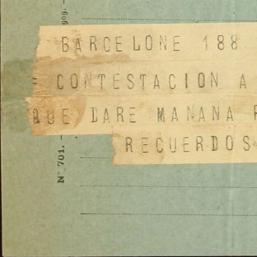 BARCELONE 188
CONTESTACION A
QUE DARE MANANA
RECUERDOS
N° 701.